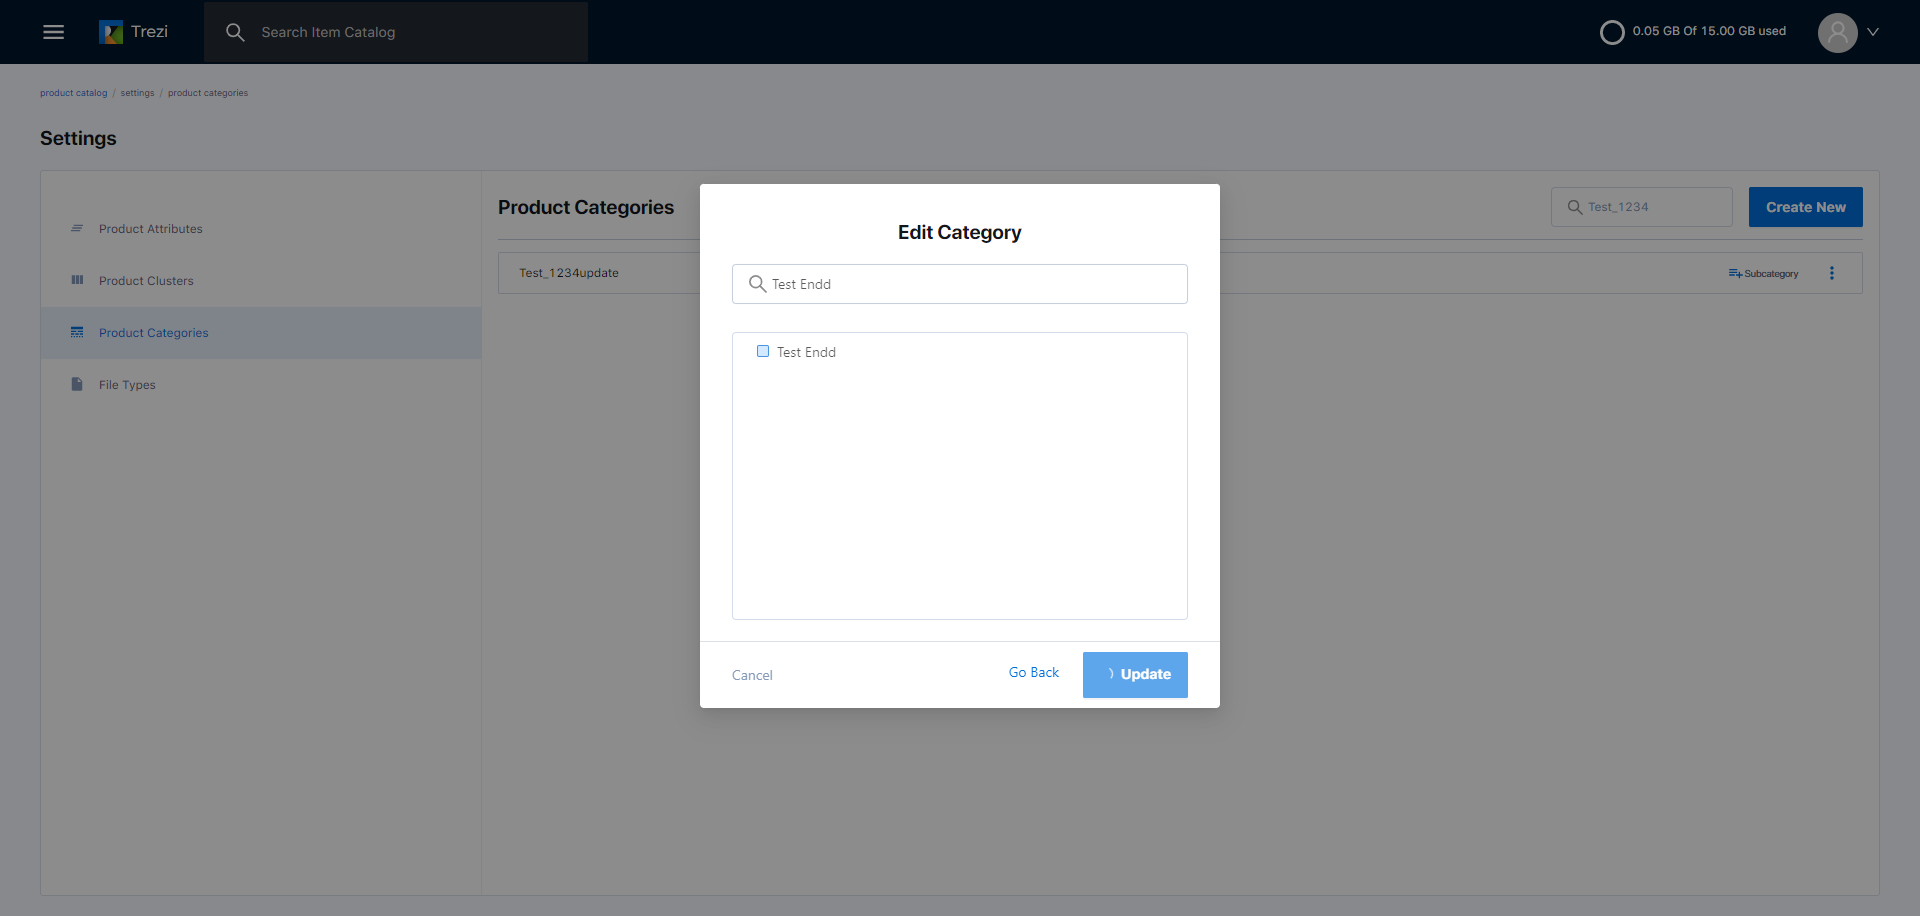 Trezi
Search Item Catalog
0.05 GB Of 15.00 GB used
product catalog / settings / product categories
Settings
Product Attributes
Product Clusters
Product Categories
File Types
Product Categories
Test_1234
Create New
Test_1234update
Subcategory
Edit Category
Test Endd
Test Endd
Cancel
Go Back
Update